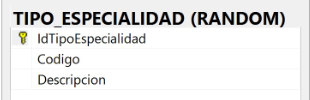 TIPO_ESPECIALIDAD (RANDOM)
IdTipoEspecialidad
Codigo
Descripcion